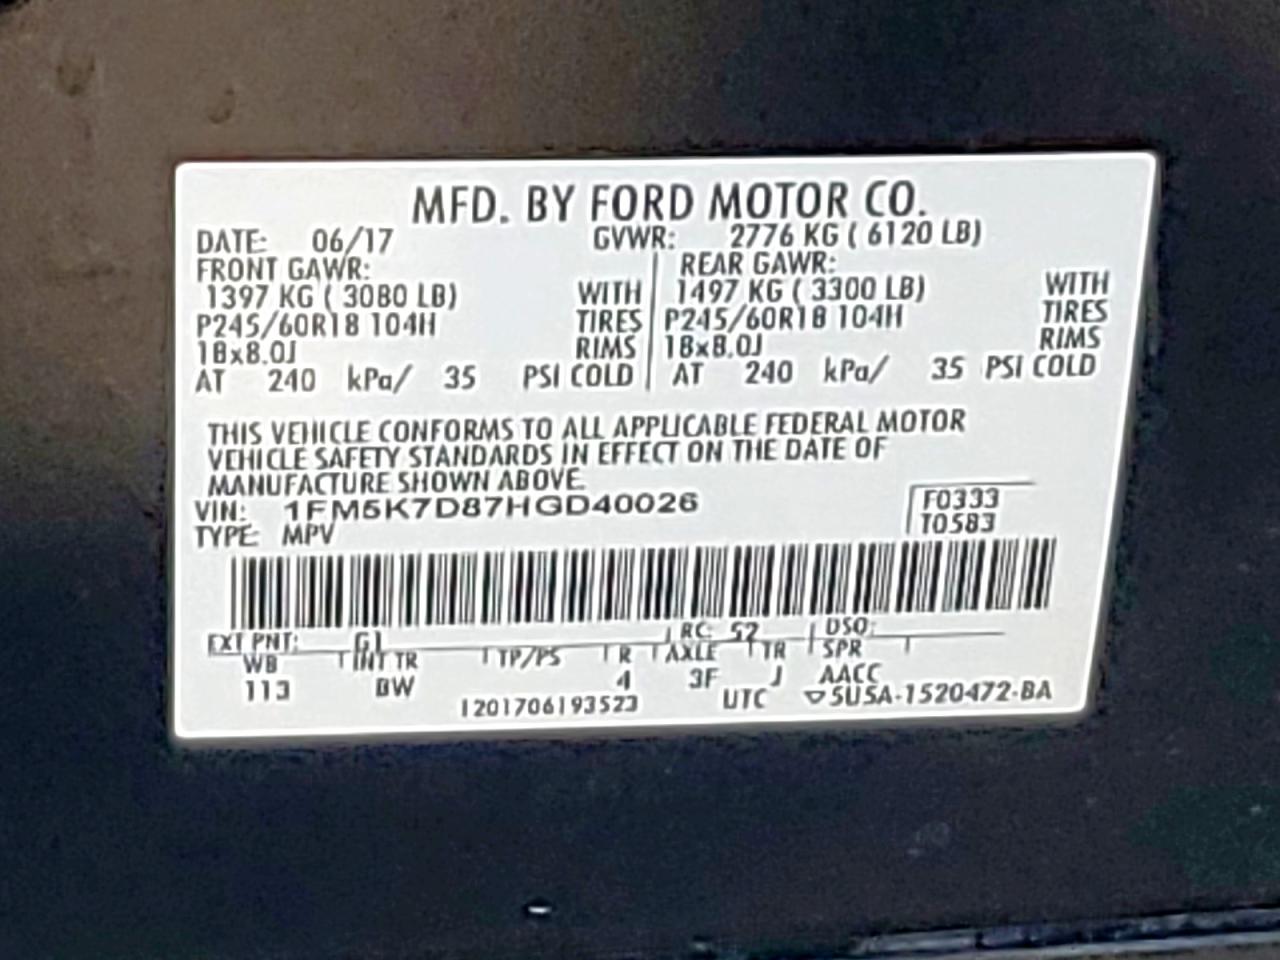 MFD. BY FORD MOTOR CO.
DATE: 06/17 GVWR: 2776 KG ( 6120 LB)
FRONT GAWR: REAR GAWR:
1397 KG ( 3080 LB) WITH 1497 KG ( 3300 LB) WITH
P245/60R18 104H TIRES P245/60R18 104H TIRES
18x8.0J RIMS 18x8.0J RIMS
AT 240 kPa/ 35 PSI COLD AT 240 kPa/ 35 PSI COLD
THIS VEHICLE CONFORMS TO ALL APPLICABLE FEDERAL MOTOR
VEHICLE SAFETY STANDARDS IN EFFECT ON THE DATE OF
MANUFACTURE SHOWN ABOVE.
VIN: 1FM5K7D87HGD40026 F0333
TYPE: MPV T0583
EXT PNT: G1 RC: 52 DSO:
WB INT TR TP/PS R AXLE TR SPR
113 BW 4 3F J AACC
1201706193523 UTC ▽5U5A-1520472-BA